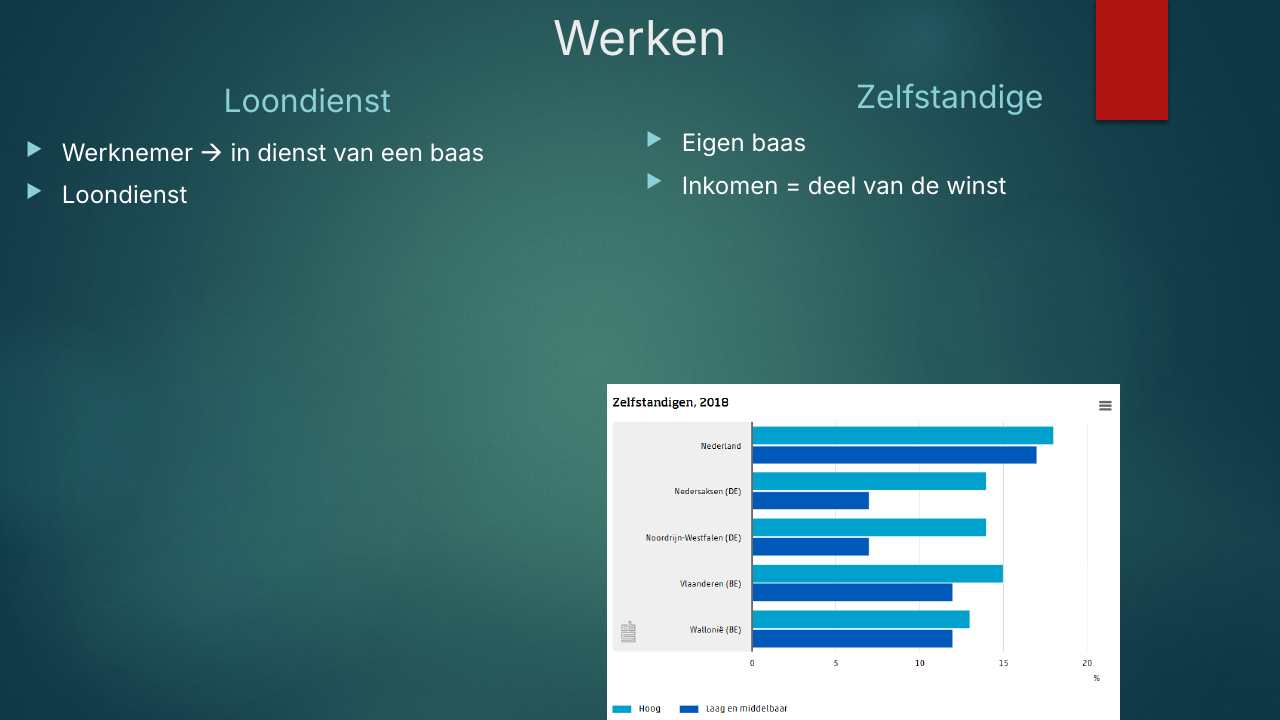 Werken
Loondienst
Werknemer → in dienst van een baas
Loondienst
Zelfstandige
Eigen baas
Inkomen = deel van de winst
Zelfstandigen, 2018
Nederland
Nedersaksen (DE)
Noordrijn-Westfalen (DE)
Vlaanderen (BE)
Wallonië (BE)
0 5 10 15 20
%
Hoog Laag en middelbaar